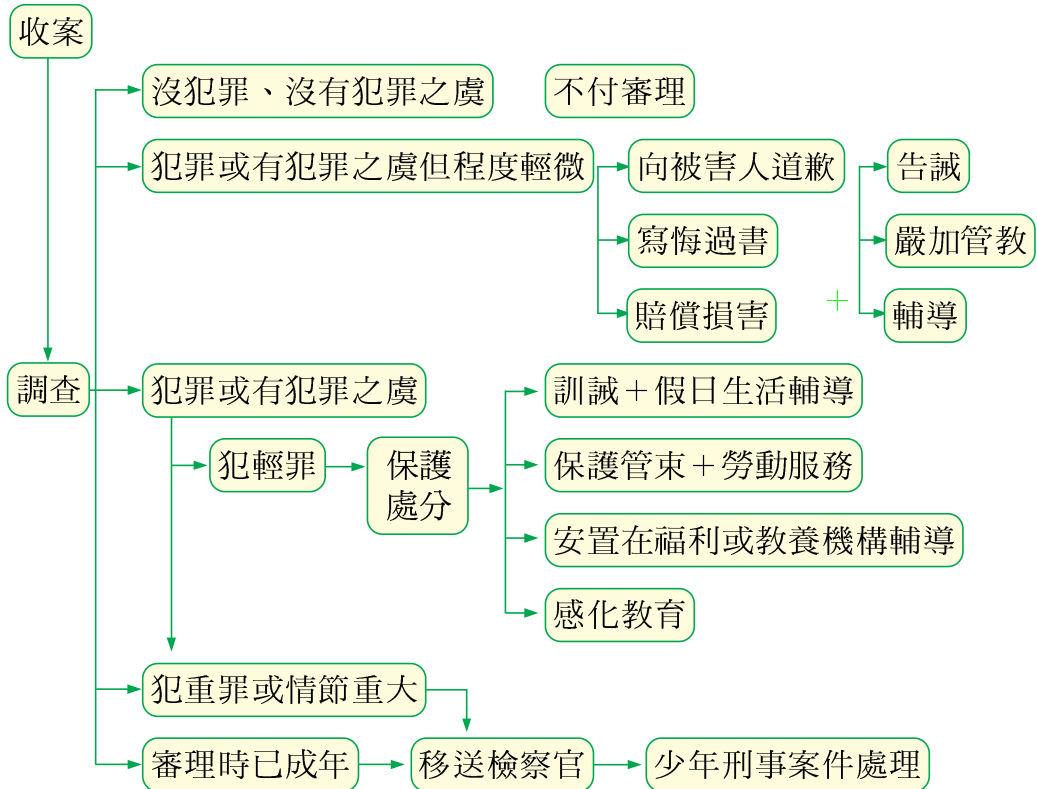 收案
沒犯罪、沒有犯罪之虞
不付審理
犯罪或有犯罪之虞但程度輕微
向被害人道歉
告誡
寫悔過書
嚴加管教
賠償損害
輔導
調查
犯罪或有犯罪之虞
訓誡＋假日生活輔導
犯輕罪
保護
處分
保護管束＋勞動服務
安置在福利或教養機構輔導
感化教育
犯重罪或情節重大
審理時已成年
移送檢察官
少年刑事案件處理